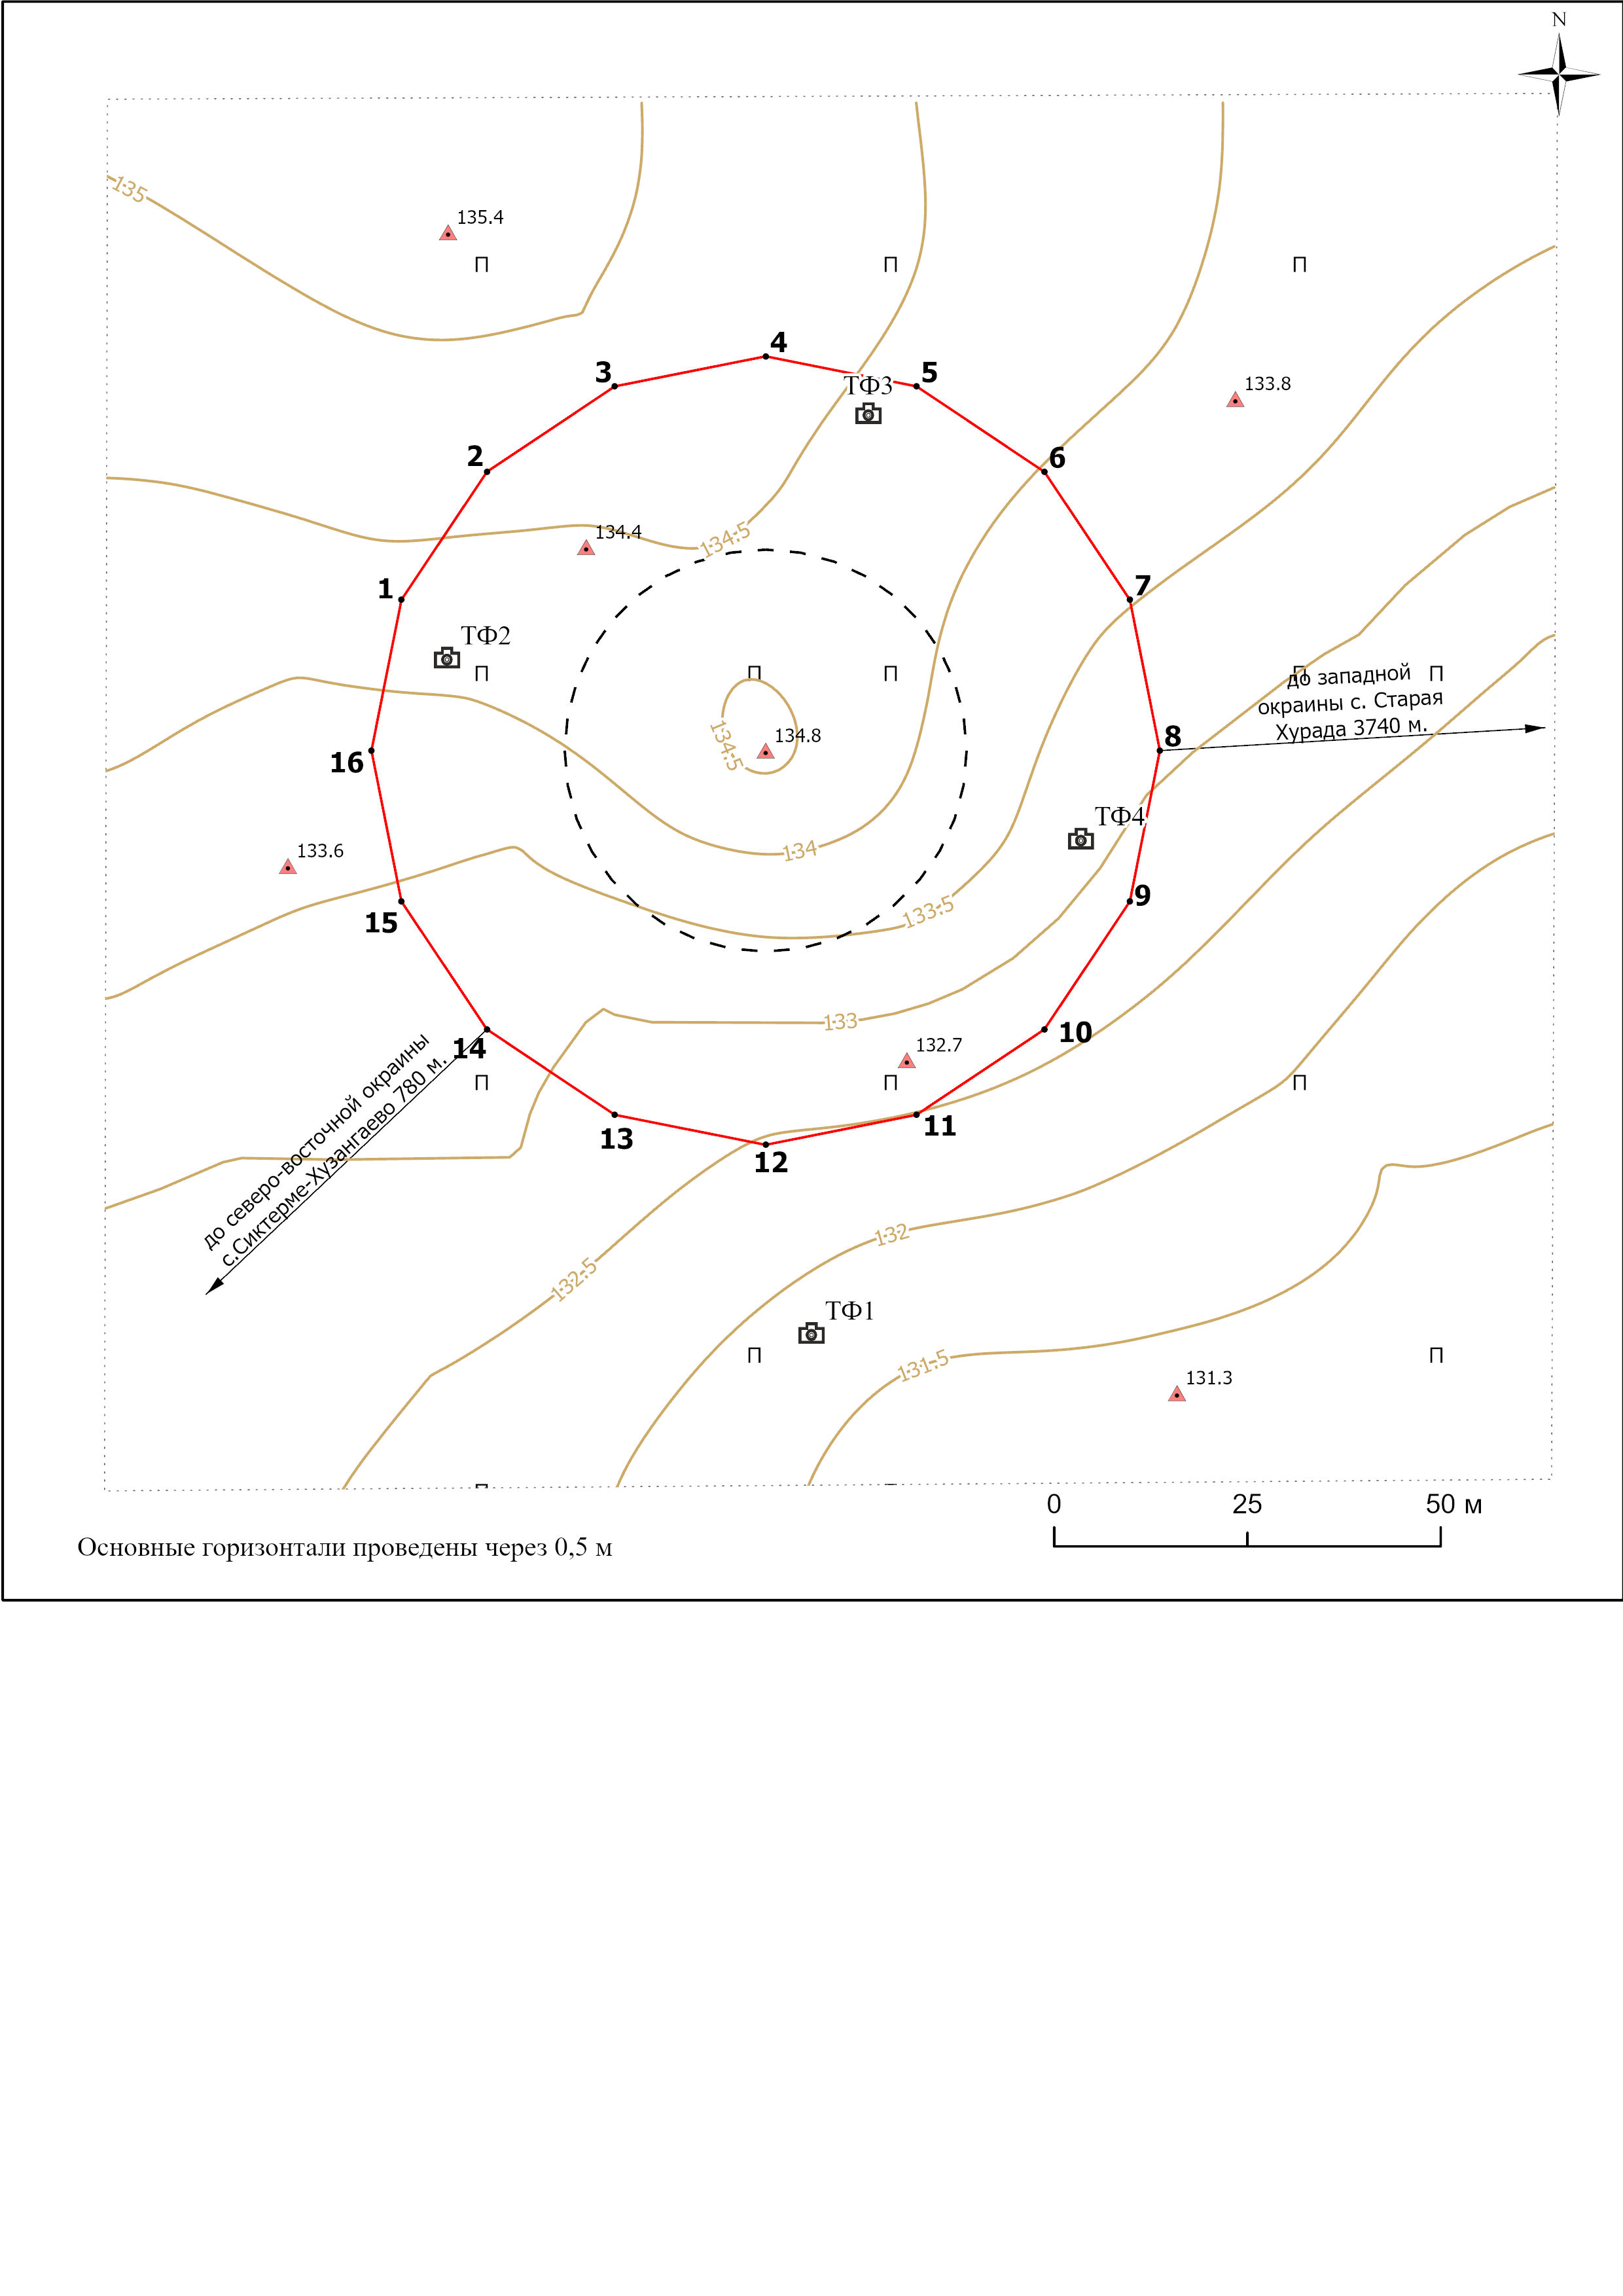 N
135
135.4
П
П
П
4
3
5
ТФ3
133.8
2
6
134.4
134.5
1
7
ТФ2
П
П
П
П
П
до западной
окраины с. Старая
Хурада 3740 м.
134.5
134.8
8
16
ТФ4
133.6
134
9
15
133.5
133
10
14
132.7
до северо-восточной окраины
с.Сиктерме-Хузангаево 780 м.
П
П
П
11
13
12
132
132.5
ТФ1
П
131.5
П
131.3
0 25 50 м
Основные горизонтали проведены через 0,5 м